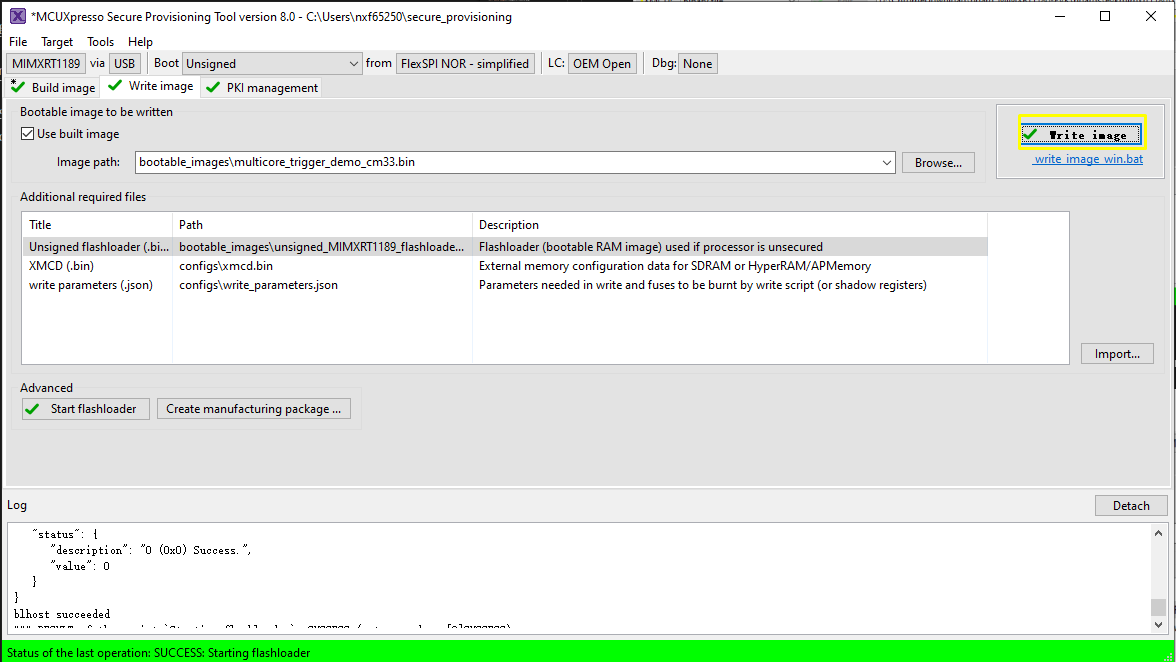 *MCUXpresso Secure Provisioning Tool version 8.0 - C:\Users\nxf65250\secure_provisioning
File Target Tools Help
MIMXRT1189 via USB Boot Unsigned from FlexSPI NOR - simplified LC: OEM Open Dbg: None
* Build image Write image PKI management
Bootable image to be written
Use built image
Image path: bootable_images\multicore_trigger_demo_cm33.bin Browse...
Write image
write image win.bat
Additional required files
Title Path Description
Unsigned flashloader (.bi... bootable_images\unsigned_MIMXRT1189_flashloade... Flashloader (bootable RAM image) used if processor is unsecured
XMCD (.bin) configs\xmcd.bin External memory configuration data for SDRAM or HyperRAM/APMemory
write parameters (.json) configs\write_parameters.json Parameters needed in write and fuses to be burnt by write script (or shadow registers)
Import...
Advanced
Start flashloader Create manufacturing package ...
Log
Detach
"status": {
"description": "0 (0x0) Success.",
"value": 0
}
}
blhost succeeded
Status of the last operation: SUCCESS: Starting flashloader